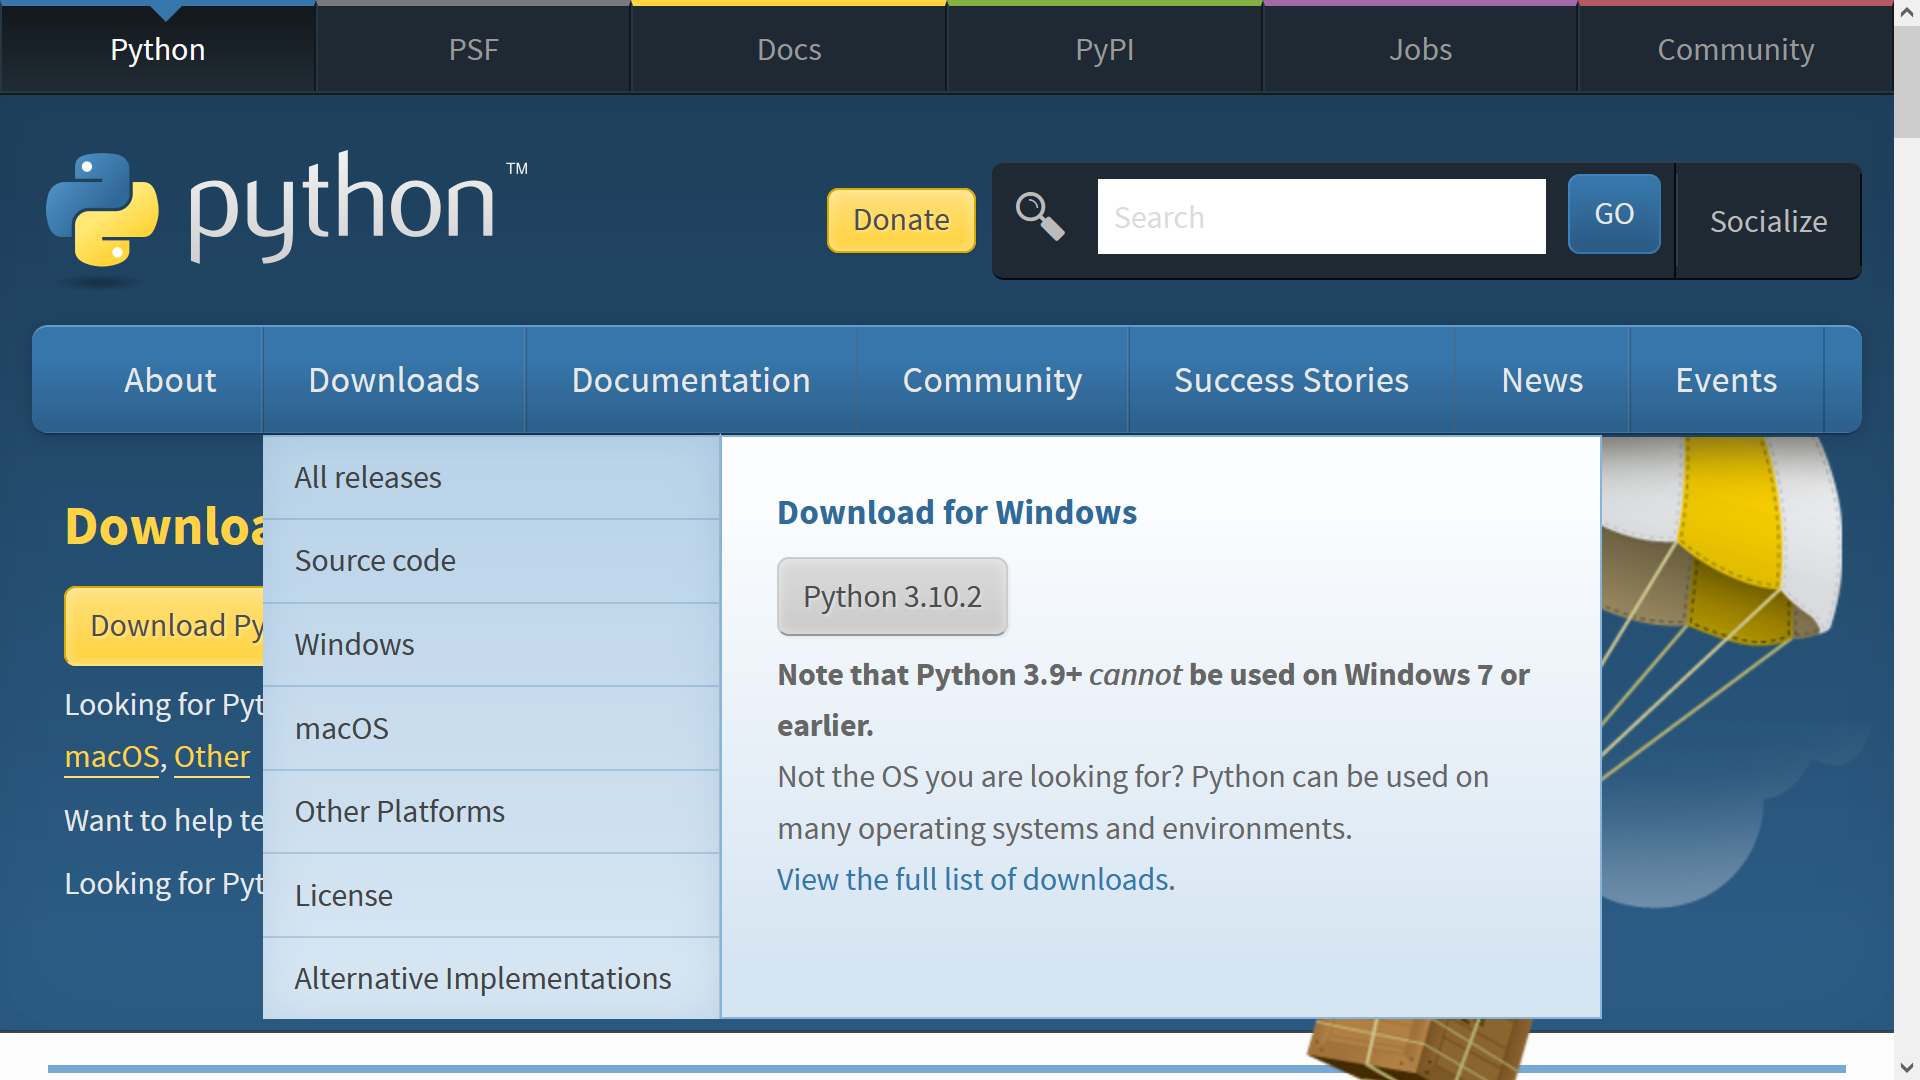 Python
PSF
Docs
PyPI
Jobs
Community
python™
Donate
Search
GO
Socialize
About
Downloads
Documentation
Community
Success Stories
News
Events
All releases
Source code
Windows
macOS
Other Platforms
License
Alternative Implementations
Download for Windows
Python 3.10.2
Note that Python 3.9+ cannot be used on Windows 7 or
earlier.
Not the OS you are looking for? Python can be used on
many operating systems and environments.
View the full list of downloads.
Download Py
Looking for Pyt
macOS, Other
Want to help te
Looking for Pyt